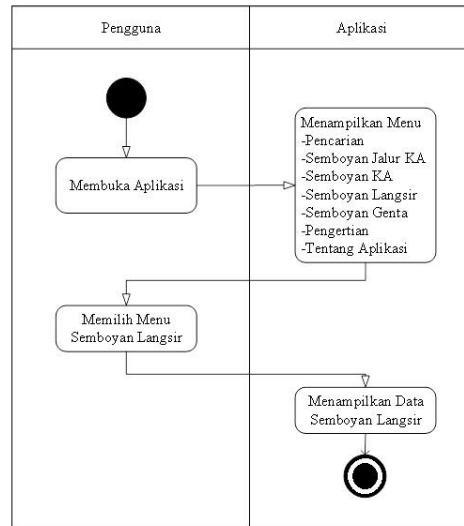 Pengguna
Aplikasi
Membuka Aplikasi
Menampilkan Menu
-Pencarian
-Semboyan Jalur KA
-Semboyan KA
-Semboyan Langsir
-Semboyan Genta
-Pengertian
-Tentang Aplikasi
Memilih Menu
Semboyan Langsir
Menampilkan Data
Semboyan Langsir